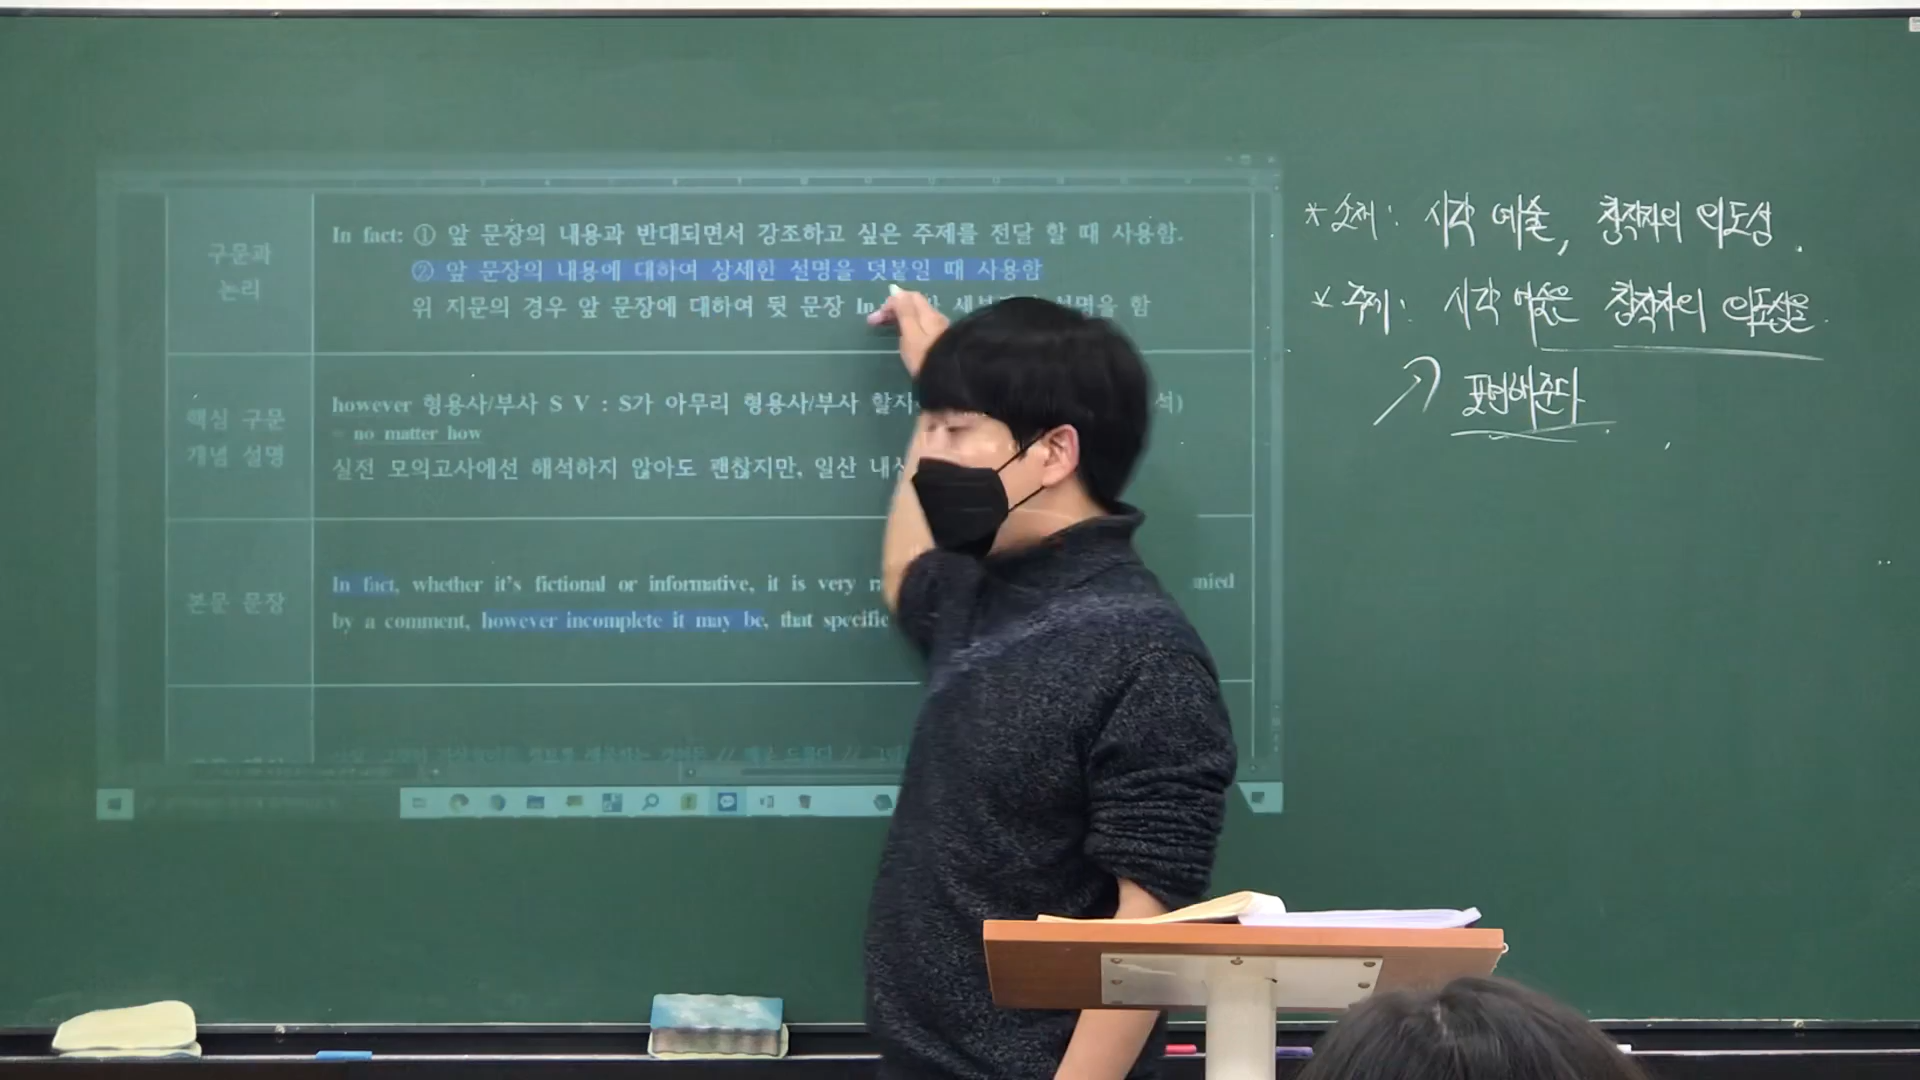 구문과
논리
In fact: ① 앞 문장의 내용과 반대되면서 강조하고 싶은 주제를 전달 할 때 사용함.
② 앞 문장의 내용에 대하여 상세한 설명을 덧붙일 때 사용함
위 지문의 경우 앞 문장에 대하여 뒷 문장 In 설명을 함
핵심 구문
개념 설명
however 형용사/부사 S V : S가 아무리 형용사/부사 할지 석)
= no matter how
실전 모의고사에선 해석하지 않아도 괜찮지만, 일산 내신
본문 문장
In fact, whether it's fictional or informative, it is very ra nied
by a comment, however incomplete it may be, that specifie
* 소재 : 시각 예술, 창작자의 의도성.
* 주제 : 시각 예술은 창작자의 의도성을
표현해준다